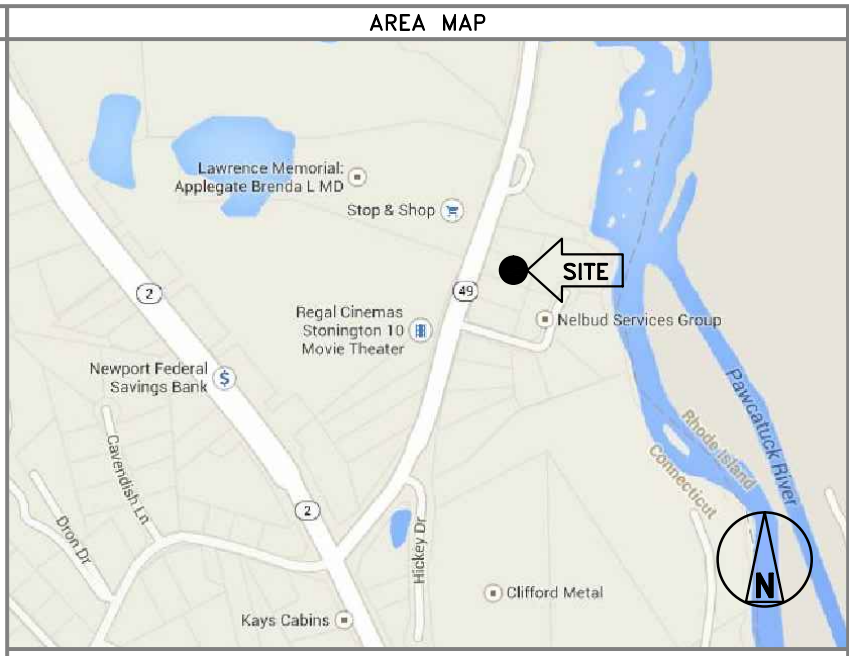 AREA MAP
Lawrence Memorial:
Applegate Brenda L MD
Stop & Shop
SITE
2
49
Regal Cinemas
Stonington 10
Movie Theater
Nelbud Services Group
Newport Federal
Savings Bank
$
Pawcatuck River
Rhode Island
Connecticut
Cavendish Ln
Dron Dr
2
Hickey Dr
N
Clifford Metal
Kays Cabins